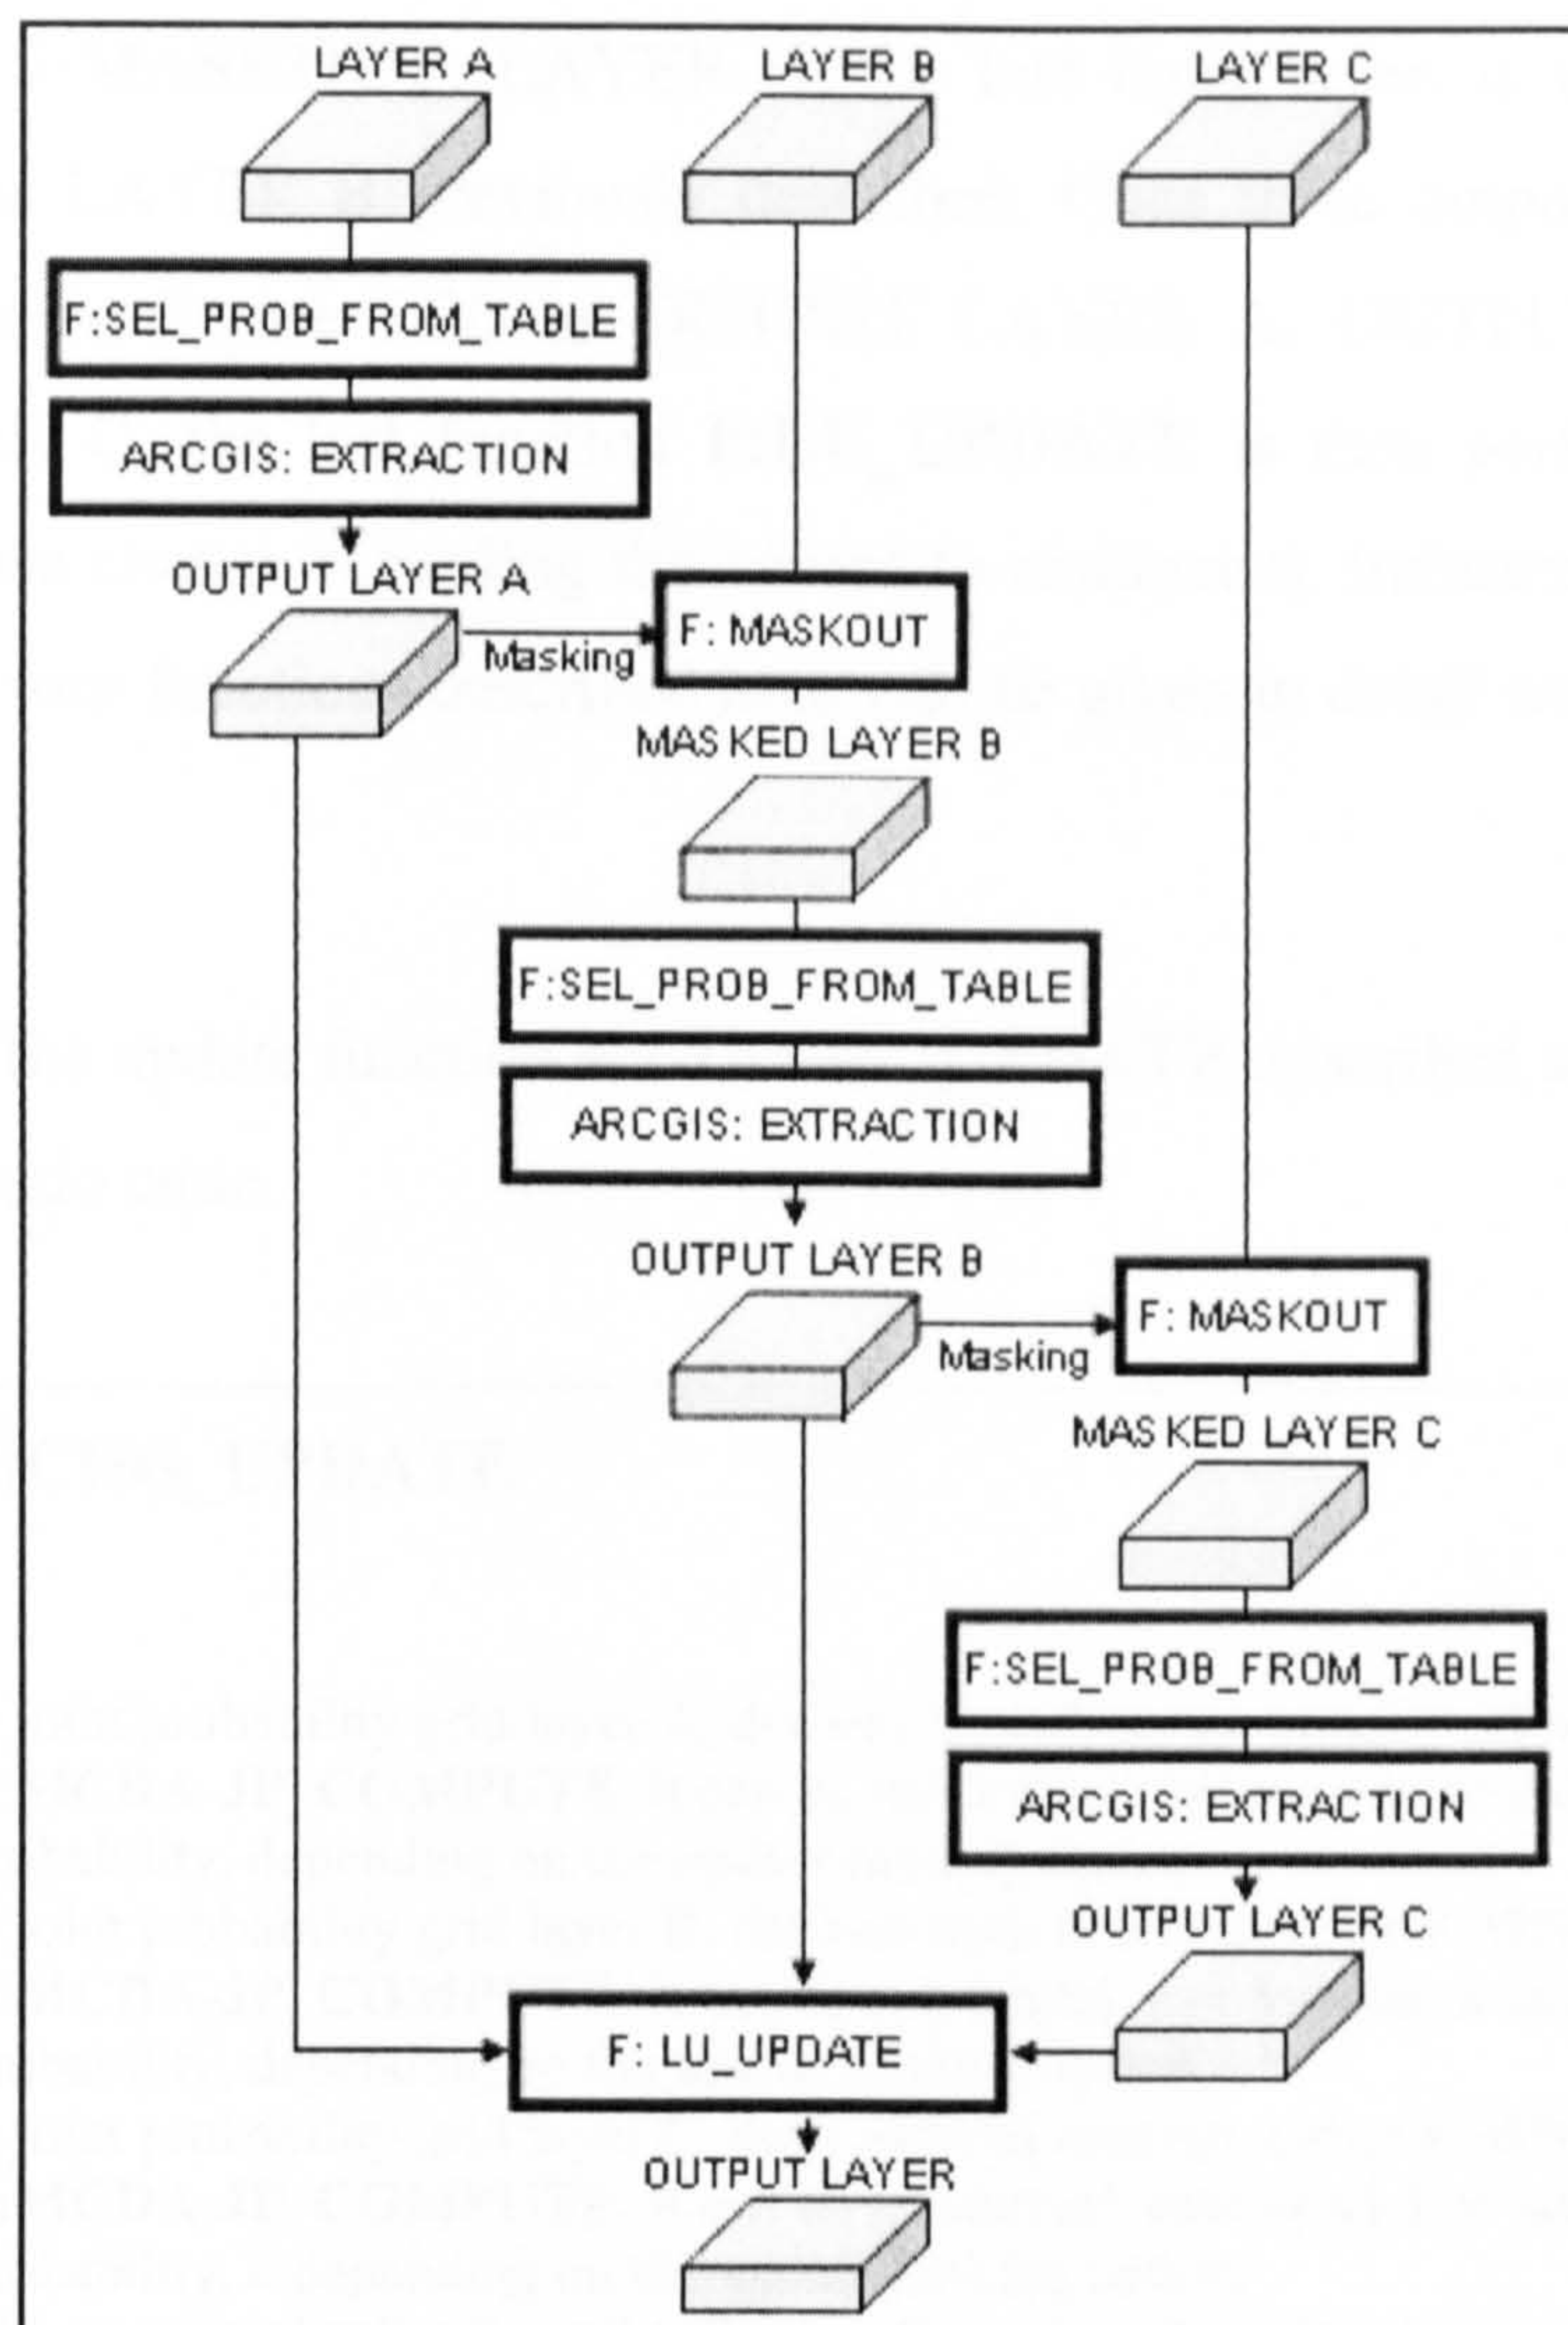 LAYER A
LAYER B
LAYER C
F:SEL_PROB_FROM_TABLE
ARCGIS: EXTRACTION
OUTPUT LAYER A
Masking
F: MASKOUT
MASKED LAYER B
F:SEL_PROB_FROM_TABLE
ARCGIS: EXTRACTION
OUTPUT LAYER B
Masking
F: MASKOUT
MASKED LAYER C
F:SEL_PROB_FROM_TABLE
ARCGIS: EXTRACTION
OUTPUT LAYER C
F: LU_UPDATE
OUTPUT LAYER